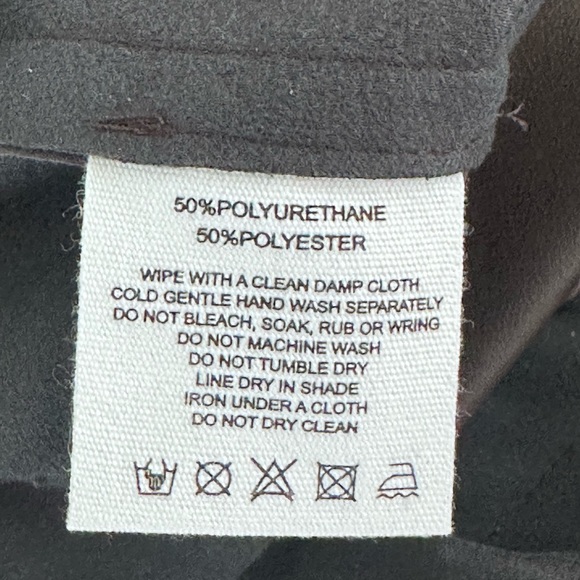 50%POLYURETHANE
50%POLYESTER
WIPE WITH A CLEAN DAMP CLOTH
COLD GENTLE HAND WASH SEPARATELY
DO NOT BLEACH, SOAK, RUB OR WRING
DO NOT MACHINE WASH
DO NOT TUMBLE DRY
LINE DRY IN SHADE
IRON UNDER A CLOTH
DO NOT DRY CLEAN